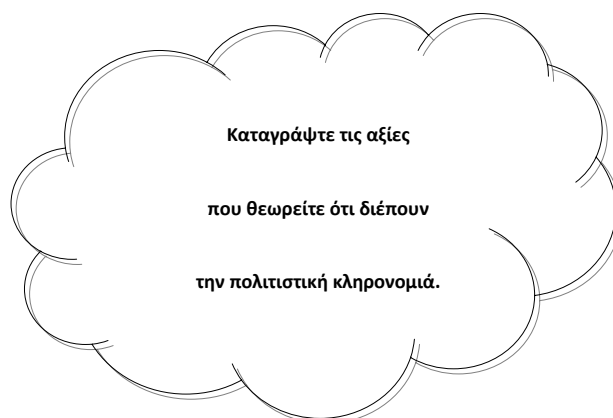 Καταγράψτε τις αξίες
που θεωρείτε ότι διέπουν
την πολιτιστική κληρονομιά.